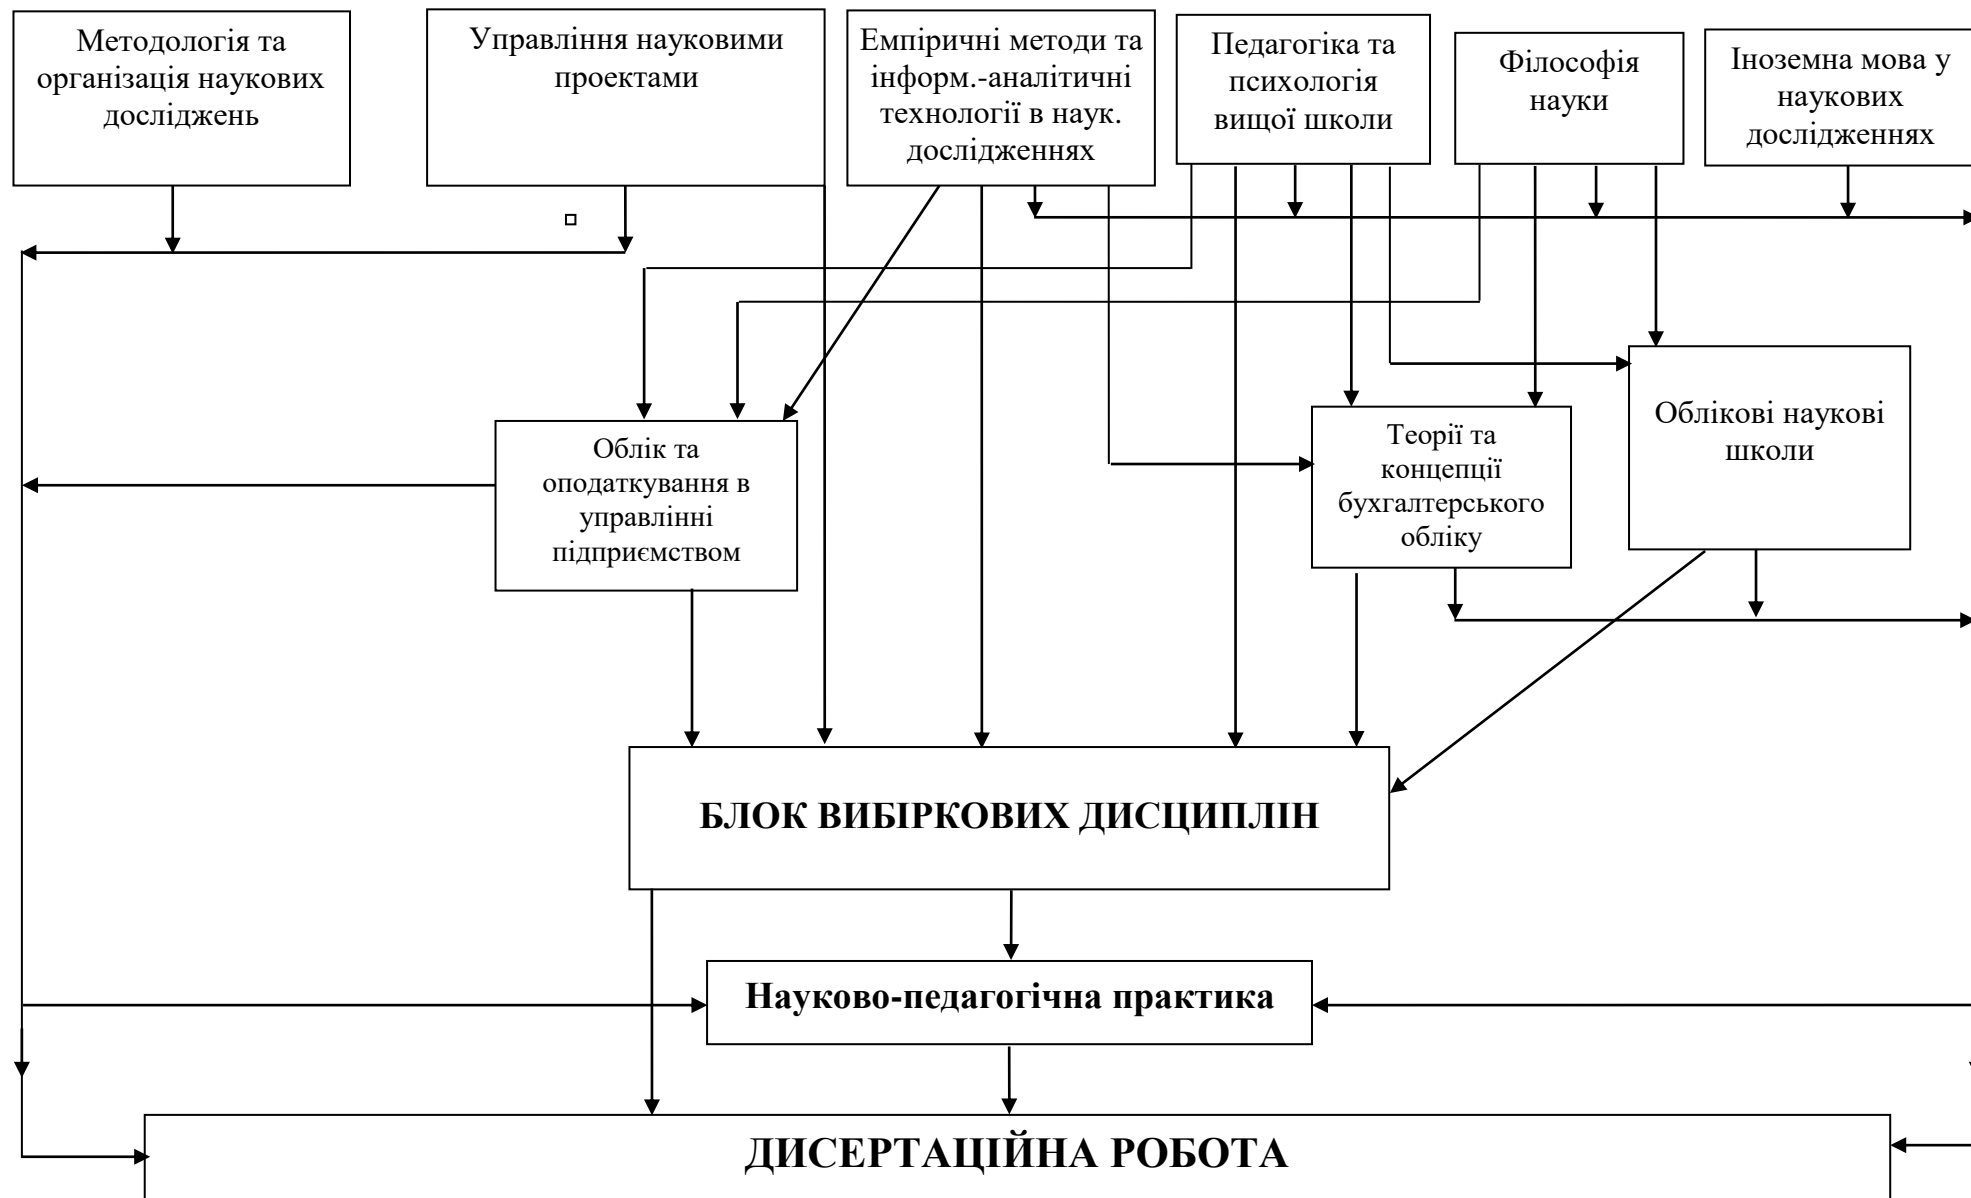 Методологія та
організація наукових
досліджень
Управління науковими
проектами
Емпіричні методи та
інформ.-аналітичні
технології в наук.
дослідженнях
Педагогіка та
психологія
вищої школи
Філософія
науки
Іноземна мова у
наукових
дослідженнях
Облік та
оподаткування в
управлінні
підприємством
Теорії та
концепції
бухгалтерського
обліку
Облікові наукові
школи
БЛОК ВИБІРКОВИХ ДИСЦИПЛІН
Науково-педагогічна практика
ДИСЕРТАЦІЙНА РОБОТА